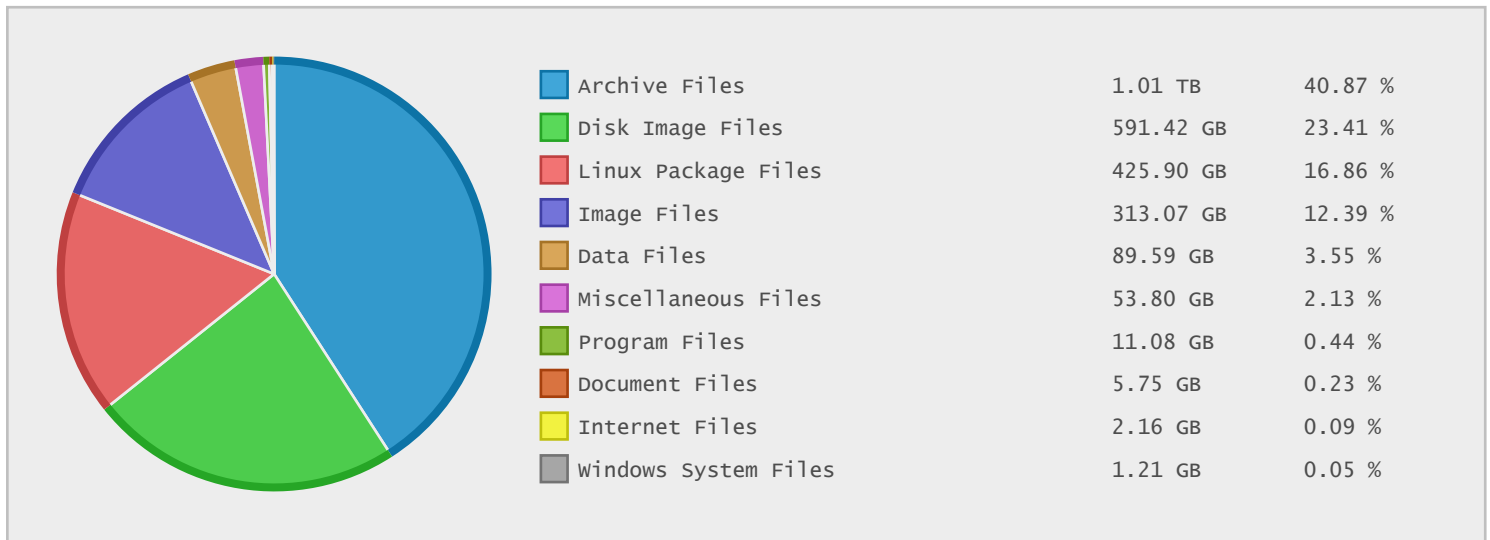 Archive Files 1.01 TB 40.87 %
Disk Image Files 591.42 GB 23.41 %
Linux Package Files 425.90 GB 16.86 %
Image Files 313.07 GB 12.39 %
Data Files 89.59 GB 3.55 %
Miscellaneous Files 53.80 GB 2.13 %
Program Files 11.08 GB 0.44 %
Document Files 5.75 GB 0.23 %
Internet Files 2.16 GB 0.09 %
Windows System Files 1.21 GB 0.05 %